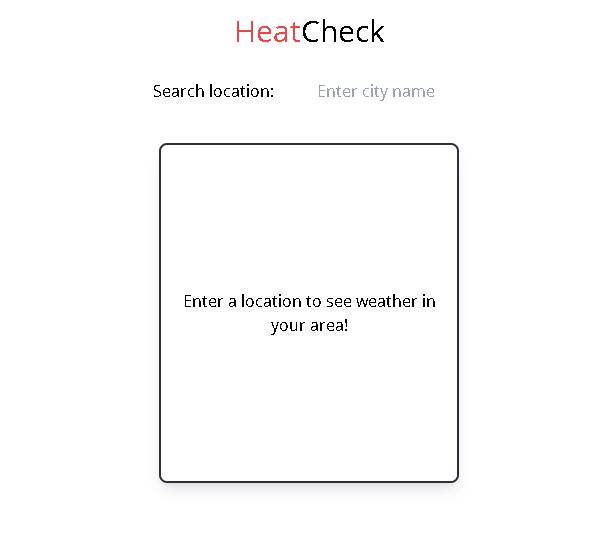 HeatCheck
Search location: Enter city name
Enter a location to see weather in
your area!